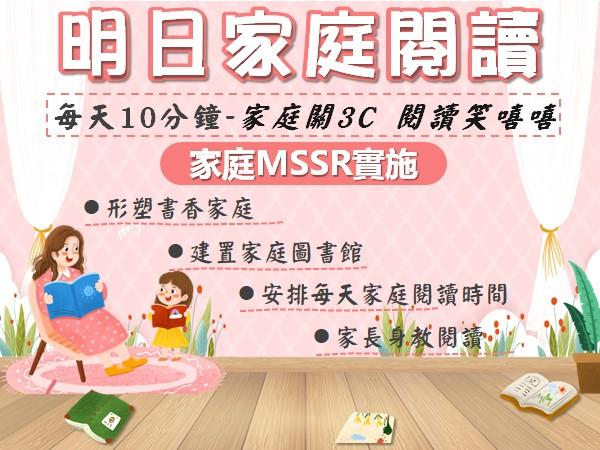 明日家庭閱讀
每天10分鐘-家庭關3C 閱讀笑嘻嘻
家庭MSSR實施
●形塑書香家庭
●建置家庭圖書館
●安排每天家庭閱讀時間
●家長身教閱讀